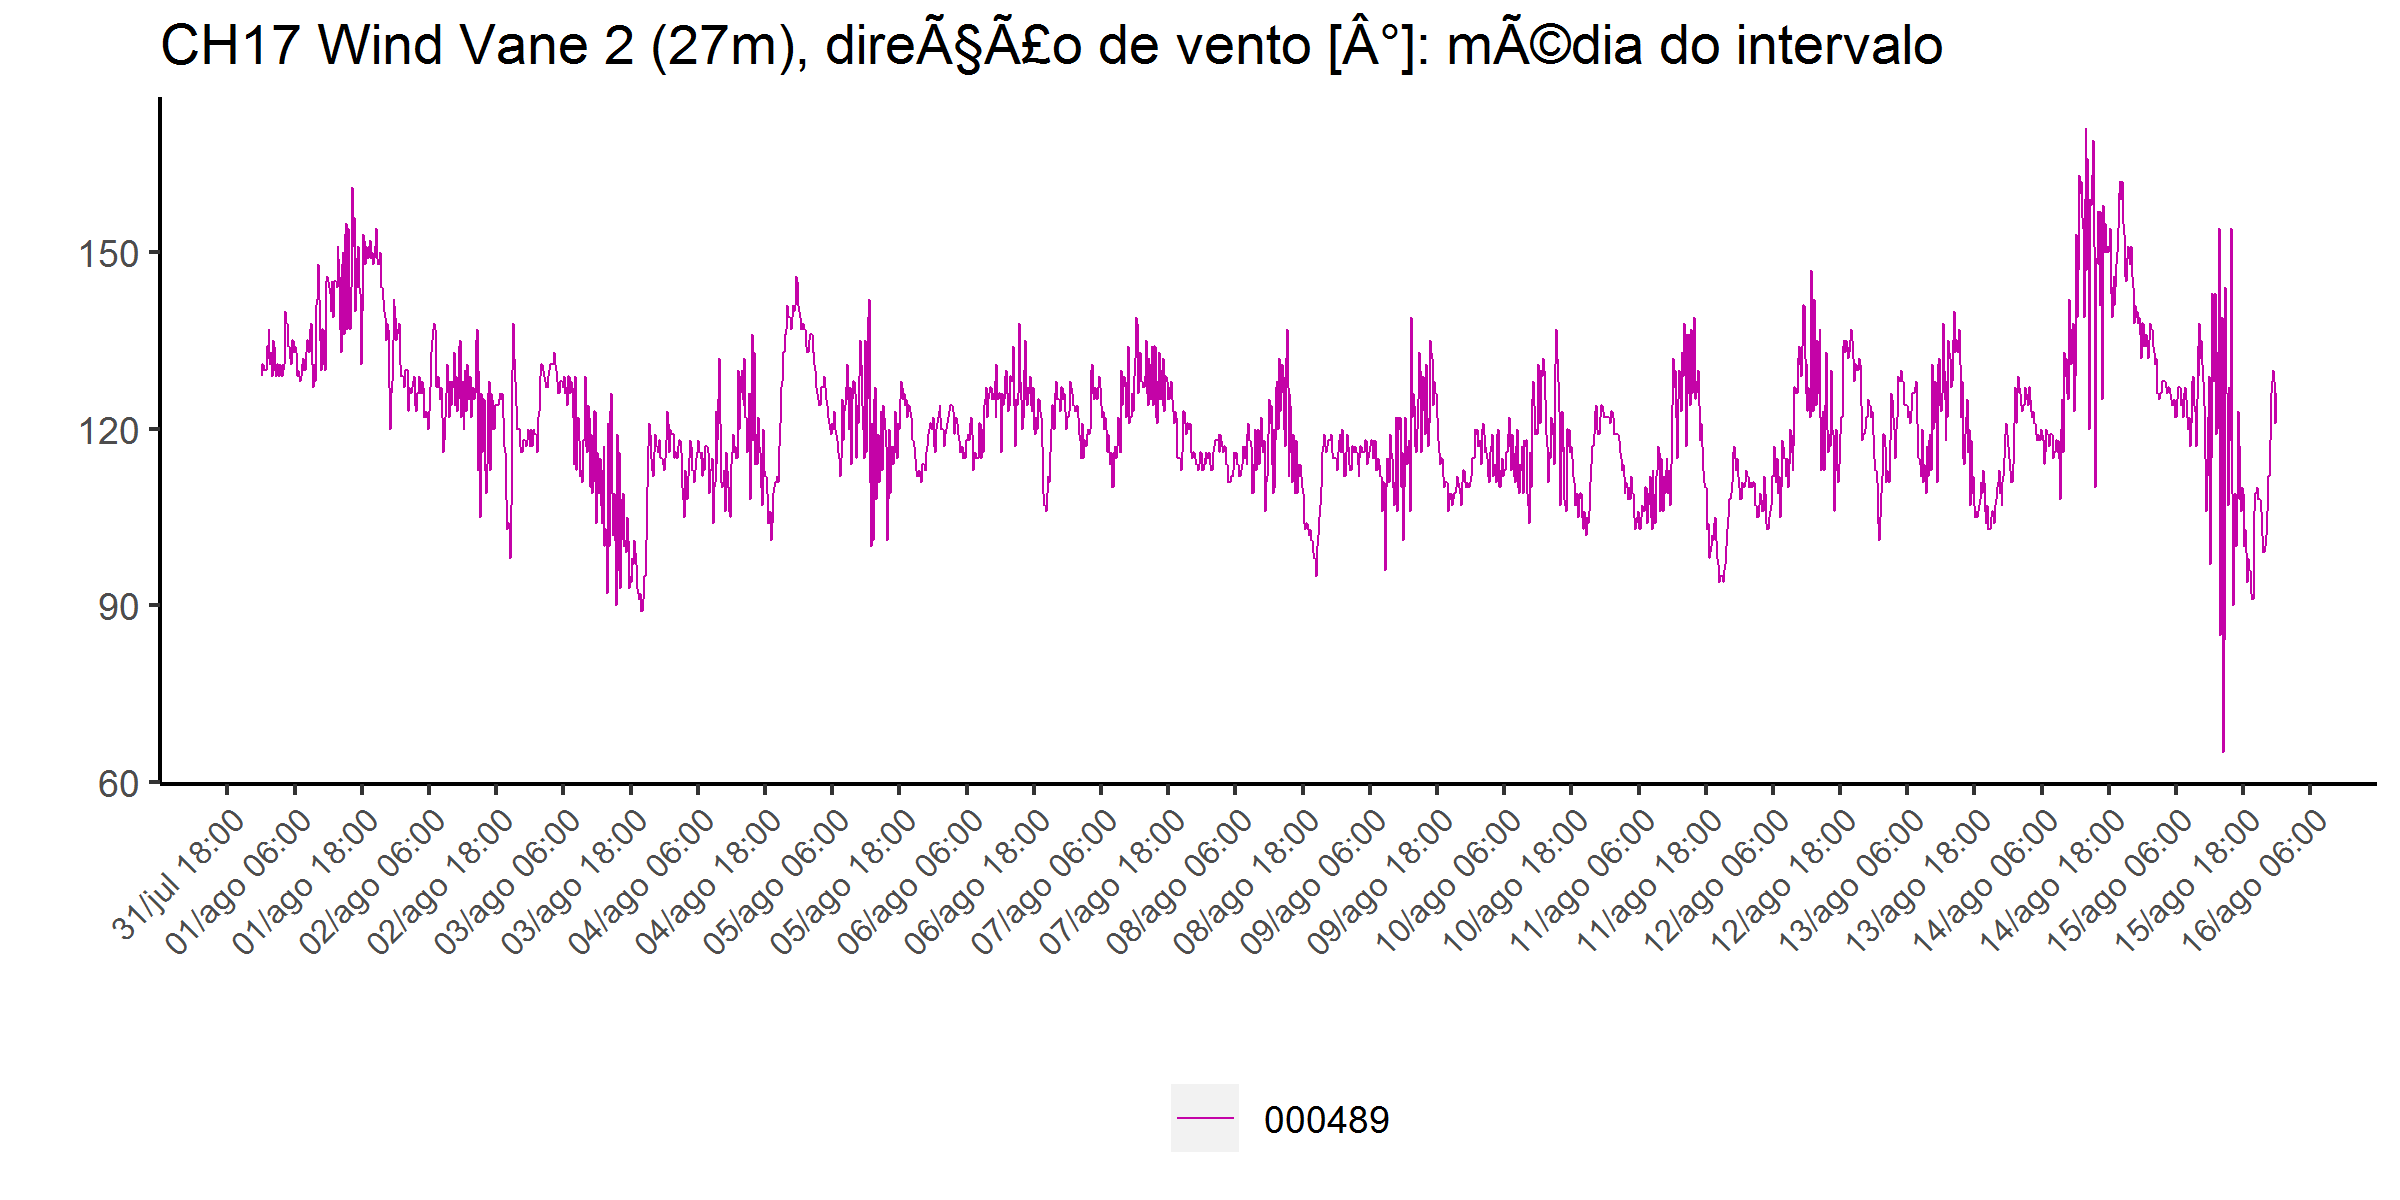 CH17 Wind Vane 2 (27m), direÃ§Ã£o de vento [Â°]: mÃ©dia do intervalo
150
120
90
60
31/jul 18:00
01/ago 06:00
01/ago 18:00
02/ago 06:00
02/ago 18:00
03/ago 06:00
03/ago 18:00
04/ago 06:00
04/ago 18:00
05/ago 06:00
05/ago 18:00
06/ago 06:00
06/ago 18:00
07/ago 06:00
07/ago 18:00
08/ago 06:00
08/ago 18:00
09/ago 06:00
09/ago 18:00
10/ago 06:00
10/ago 18:00
11/ago 06:00
11/ago 18:00
12/ago 06:00
12/ago 18:00
13/ago 06:00
13/ago 18:00
14/ago 06:00
14/ago 18:00
15/ago 06:00
15/ago 18:00
16/ago 06:00
000489